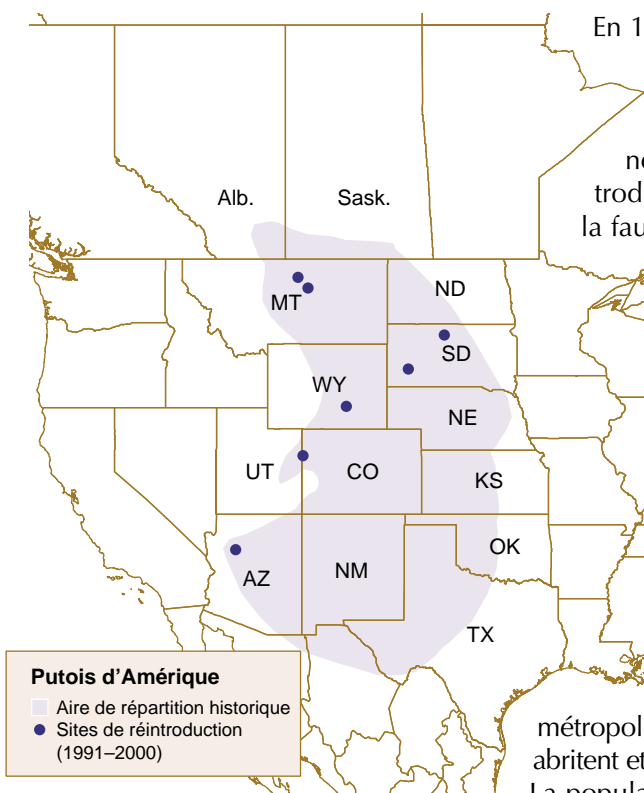 En 1
trod
la fau
Alb.
Sask.
MT
ND
SD
WY
NE
UT
CO
KS
AZ
NM
OK
TX
Putois d’Amérique
Aire de répartition historique
Sites de réintroduction
(1991–2000)
métropol
abritent et